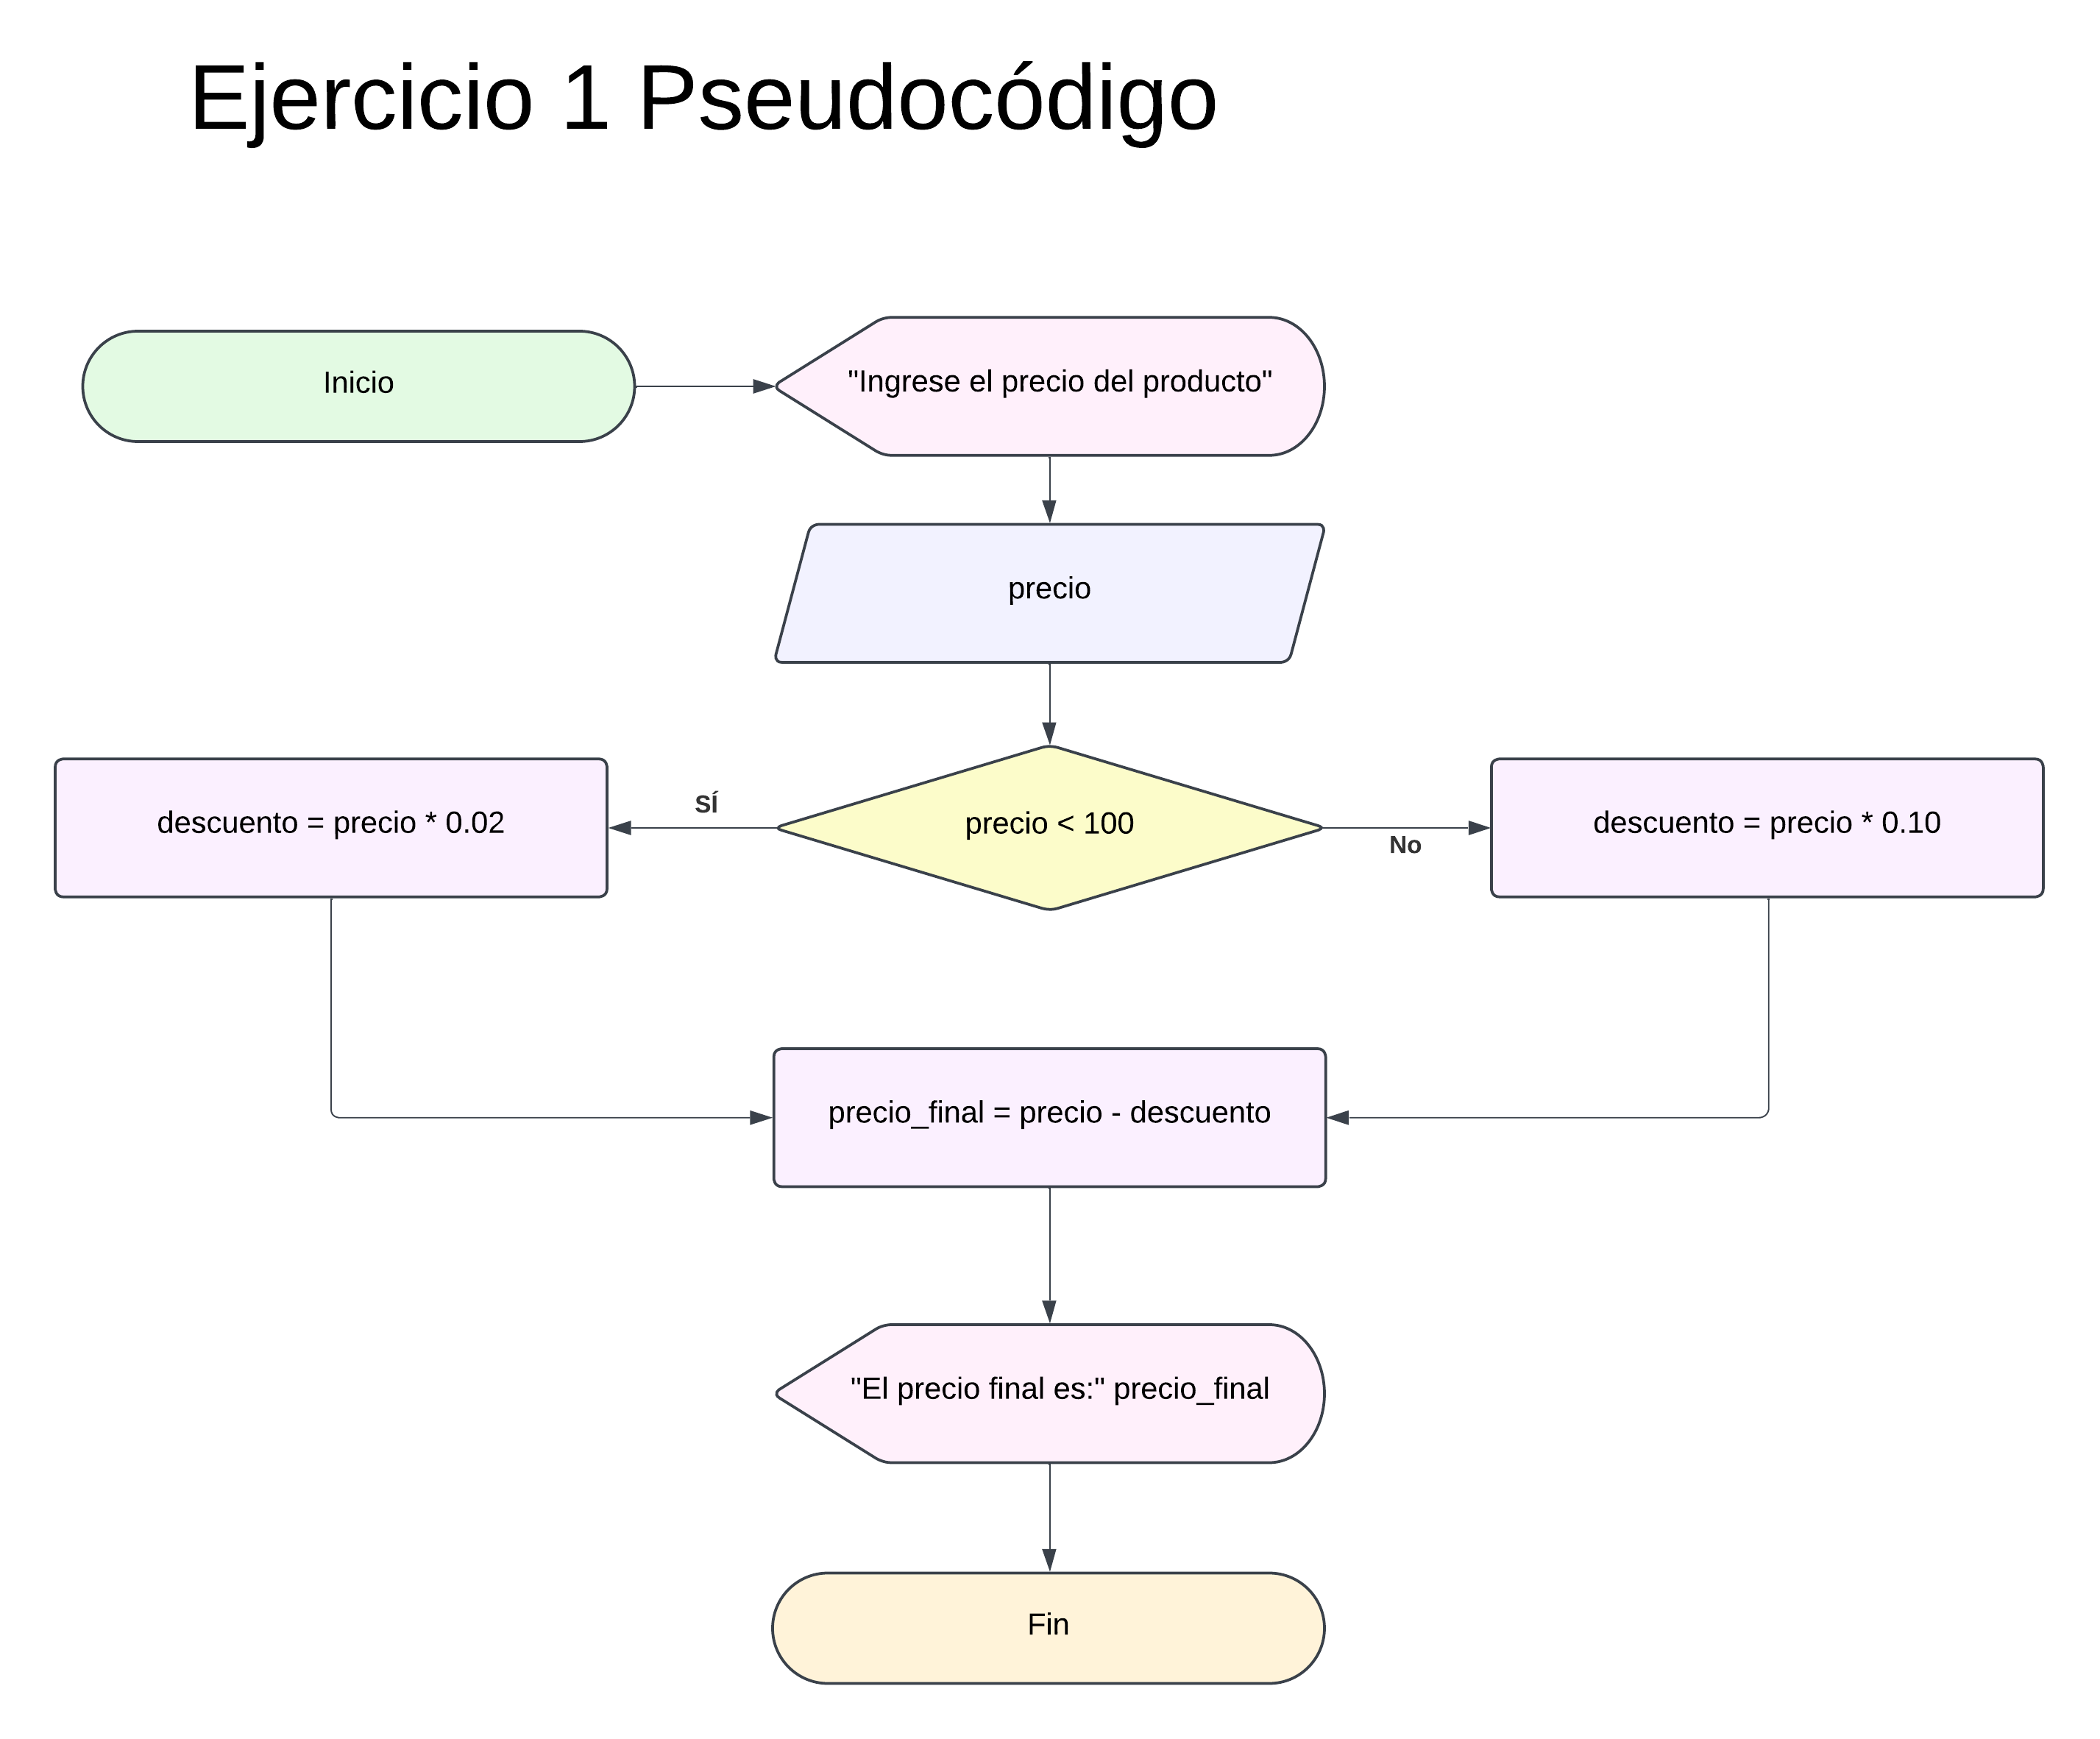 Ejercicio 1 Pseudocódigo
Inicio
"Ingrese el precio del producto"
precio
precio < 100
SÍ
descuento = precio * 0.02
No
descuento = precio * 0.10
precio_final = precio - descuento
"El precio final es:" precio_final
Fin